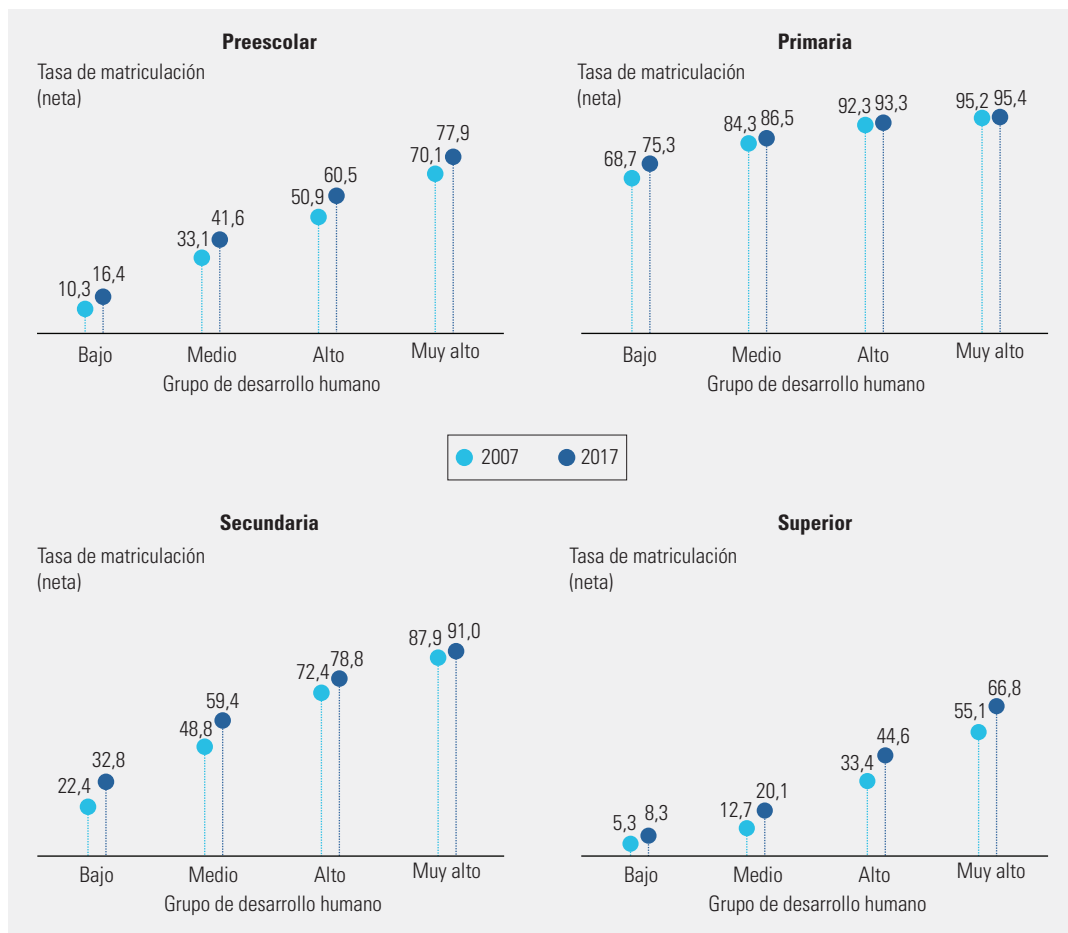 Preescolar
Tasa de matriculación
(neta)
10,3
16,4
33,1
41,6
50,9
60,5
70,1
77,9
Bajo
Medio
Alto
Muy alto
Grupo de desarrollo humano
Primaria
Tasa de matriculación
(neta)
68,7
75,3
84,3
86,5
92,3
93,3
95,2
95,4
Bajo
Medio
Alto
Muy alto
Grupo de desarrollo humano
2007
2017
Secundaria
Tasa de matriculación
(neta)
22,4
32,8
48,8
59,4
72,4
78,8
87,9
91,0
Bajo
Medio
Alto
Muy alto
Grupo de desarrollo humano
Superior
Tasa de matriculación
(neta)
5,3
8,3
12,7
20,1
33,4
44,6
55,1
66,8
Bajo
Medio
Alto
Muy alto
Grupo de desarrollo humano